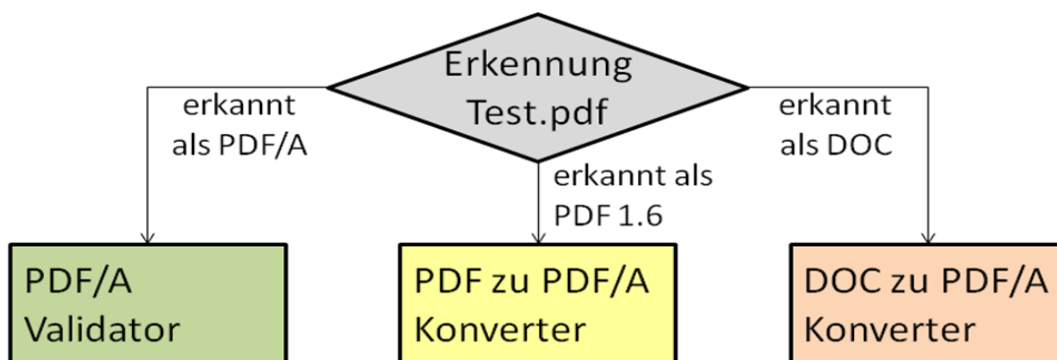 Erkennung
Test.pdf
erkannt
als PDF/A
erkannt als
PDF 1.6
erkannt
als DOC
PDF/A
Validator
PDF zu PDF/A
Konverter
DOC zu PDF/A
Konverter